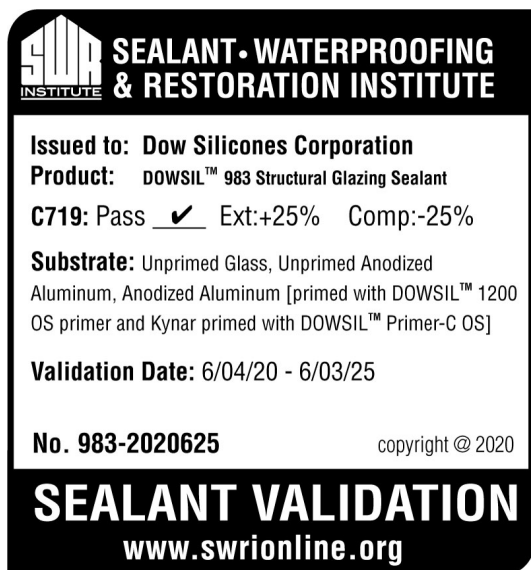 SWR
INSTITUTE
SEALANT • WATERPROOFING
& RESTORATION INSTITUTE
Issued to: Dow Silicones Corporation
Product: DOWSIL™ 983 Structural Glazing Sealant
C719: Pass ✔ Ext:+25% Comp:-25%
Substrate: Unprimed Glass, Unprimed Anodized
Aluminum, Anodized Aluminum [primed with DOWSIL™ 1200
OS primer and Kynar primed with DOWSIL™ Primer-C OS]
Validation Date: 6/04/20 - 6/03/25
No. 983-2020625 copyright @ 2020
SEALANT VALIDATION
www.swrionline.org